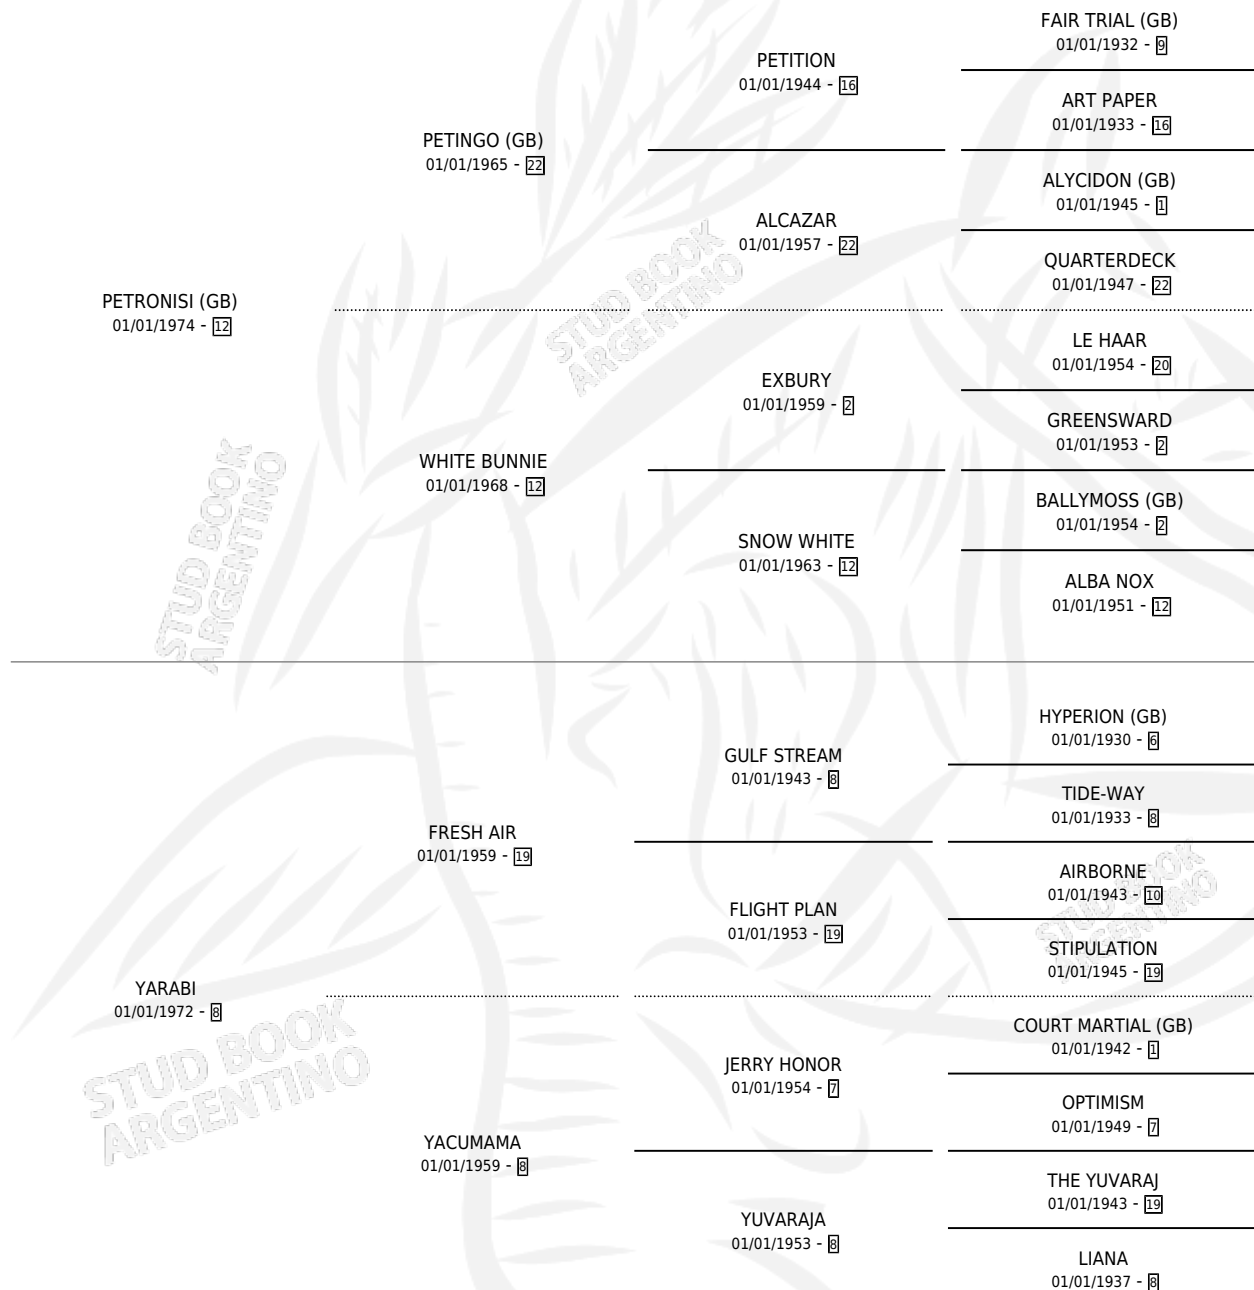 FAIR TRIAL (GB)
01/01/1932 - 9
PETITION
01/01/1944 - 16
ART PAPER
01/01/1933 - 16
PETINGO (GB)
01/01/1965 - 22
ALYCIDON (GB)
01/01/1945 - 1
ALCAZAR
01/01/1957 - 22
QUARTERDECK
01/01/1947 - 22
PETRONISI (GB)
01/01/1974 - 12
LE HAAR
01/01/1954 - 20
EXBURY
01/01/1959 - 2
GREENSWARD
01/01/1953 - 2
WHITE BUNNIE
01/01/1968 - 12
BALLYMOSS (GB)
01/01/1954 - 2
SNOW WHITE
01/01/1963 - 12
ALBA NOX
01/01/1951 - 12
HYPERION (GB)
01/01/1930 - 6
GULF STREAM
01/01/1943 - 8
TIDE-WAY
01/01/1933 - 8
FRESH AIR
01/01/1959 - 19
AIRBORNE
01/01/1943 - 10
FLIGHT PLAN
01/01/1953 - 19
STIPULATION
01/01/1945 - 19
YARABI
01/01/1972 - 8
COURT MARTIAL (GB)
01/01/1942 - 1
JERRY HONOR
01/01/1954 - 7
OPTIMISM
01/01/1949 - 7
YACUMAMA
01/01/1959 - 8
THE YUVARAJ
01/01/1943 - 19
YUVARAJA
01/01/1953 - 8
LIANA
01/01/1937 - 8
STUD BOOK
ARGENTINO
STUD BOOK
ARGENTINO
STUD BOOK
ARGENTINO
STUD BOOK
ARGENTINO